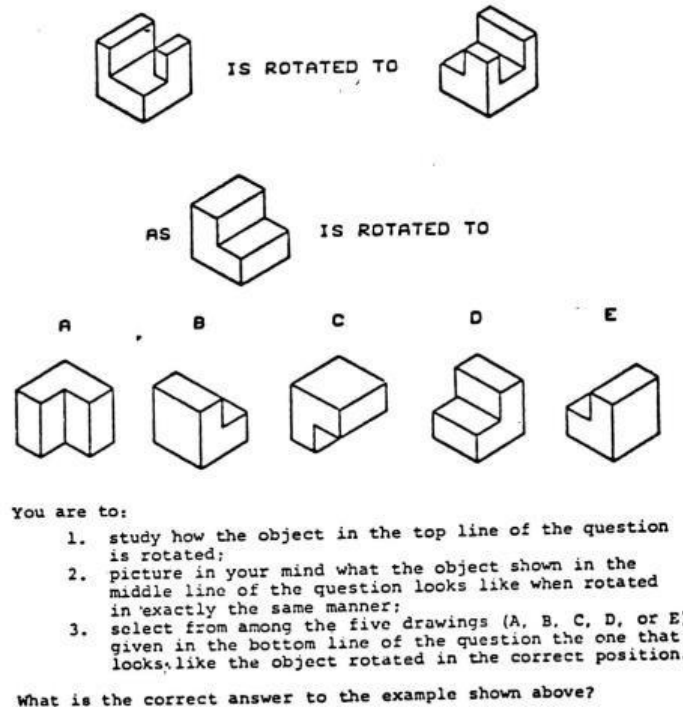 IS ROTATED TO
AS IS ROTATED TO
A B C D E
You are to:
1. study how the object in the top line of the question
is rotated;
2. picture in your mind what the object shown in the
middle line of the question looks like when rotated
in exactly the same manner;
3. select from among the five drawings (A, B, C, D, or E)
given in the bottom line of the question the one that
looks like the object rotated in the correct position.
What is the correct answer to the example shown above?